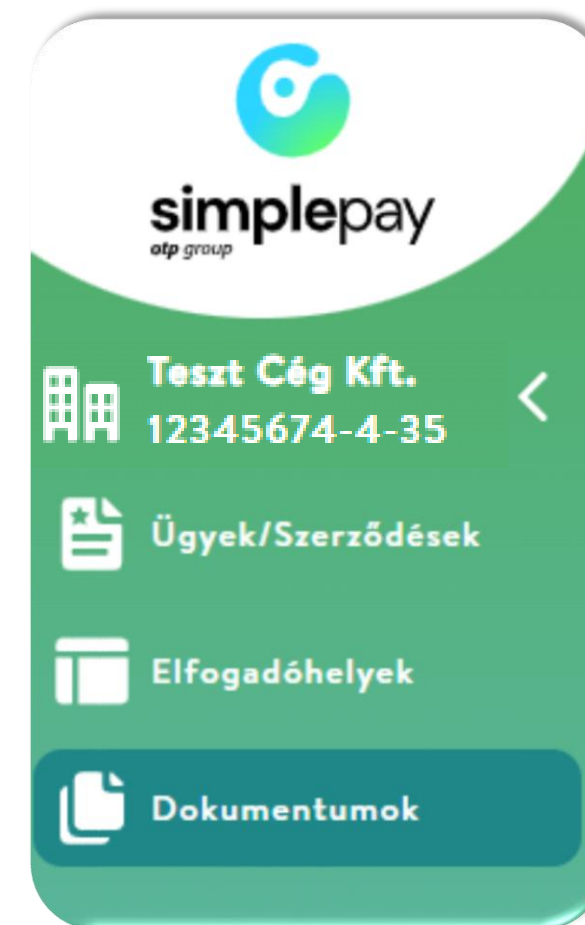 simplepay
otp group
Teszt Cég Kft.
12345674-4-35
Ügyek/Szerződések
Elfogadóhelyek
Dokumentumok